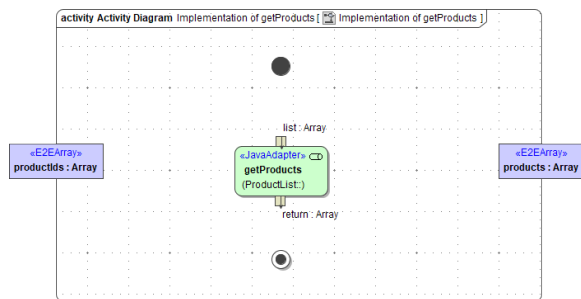 activity Activity Diagram Implementation of getProducts [ Implementation of getProducts ]
list : Array
«E2EArray»
productIds : Array
«JavaAdapter»
getProducts
(ProductList::)
«E2EArray»
products : Array
return : Array